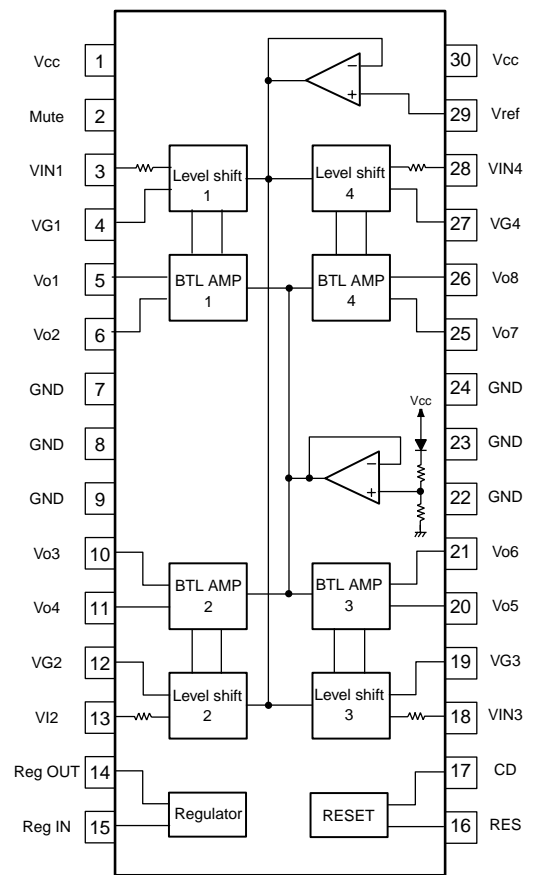 Vcc 1
30 Vcc
Mute 2
29 Vref
VIN1 3
Level shift
1
Level shift
4
28 VIN4
VG1 4
27 VG4
Vo1 5
BTL AMP
1
BTL AMP
4
26 Vo8
Vo2 6
25 Vo7
GND 7
24 GND
Vcc
GND 8
23 GND
GND 9
22 GND
− +
− +
Vo3 10
BTL AMP
2
BTL AMP
3
21 Vo6
Vo4 11
20 Vo5
VG2 12
Level shift
2
Level shift
3
19 VG3
VI2 13
18 VIN3
Reg OUT 14
Regulator
RESET
17 CD
Reg IN 15
16 RES